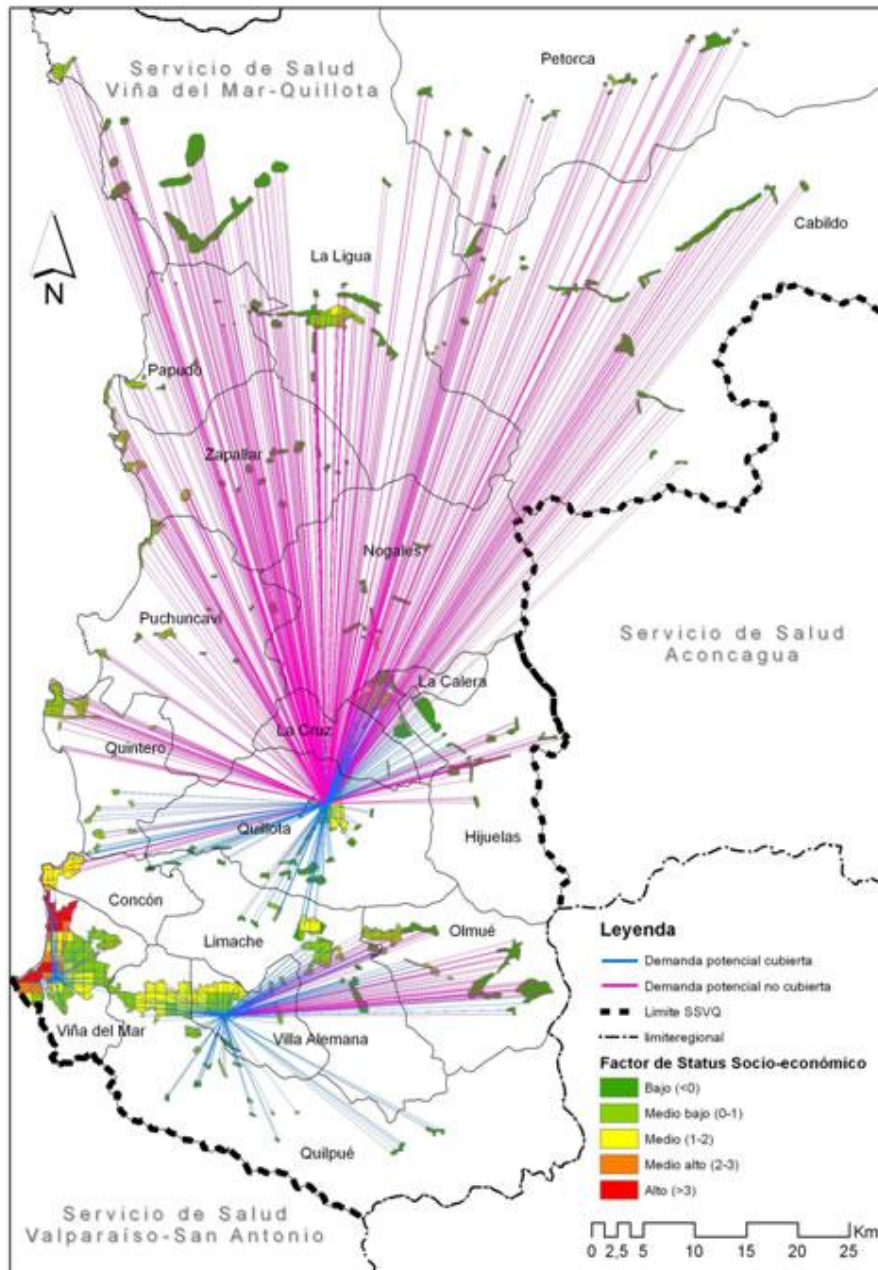 Servicio de Salud
Viña del Mar-Quillota
Petorca
Cabildo
La Ligua
N
Papudo
Zapallar
Nogales
Puchuncaví
Servicio de Salud
Aconcagua
La Calera
La Cruz
Quintero
Quillota
Hijuelas
Concón
Limache
Olmué
Viña del Mar
Villa Alemana
Quilpué
Servicio de Salud
Valparaíso-San Antonio
Leyenda
Demanda potencial cubierta
Demanda potencial no cubierta
Limite SSVQ
limiteregional
Factor de Status Socio-económico
Bajo (<0)
Medio bajo (0-1)
Medio (1-2)
Medio alto (2-3)
Alto (>3)
Km
0 2,5 5 10 15 20 25